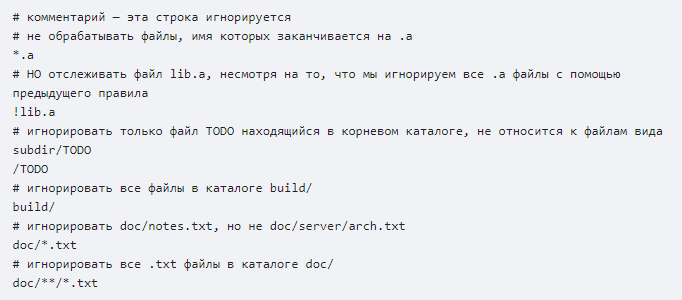 # комментарий — эта строка игнорируется
# не обрабатывать файлы, имя которых заканчивается на .a
*.a
# НО отслеживать файл lib.a, несмотря на то, что мы игнорируем все .a файлы с помощью
предыдущего правила
!lib.a
# игнорировать только файл TODO находящийся в корневом каталоге, не относится к файлам вида
subdir/TODO
/TODO
# игнорировать все файлы в каталоге build/
build/
# игнорировать doc/notes.txt, но не doc/server/arch.txt
doc/*.txt
# игнорировать все .txt файлы в каталоге doc/
doc/**/*.txt